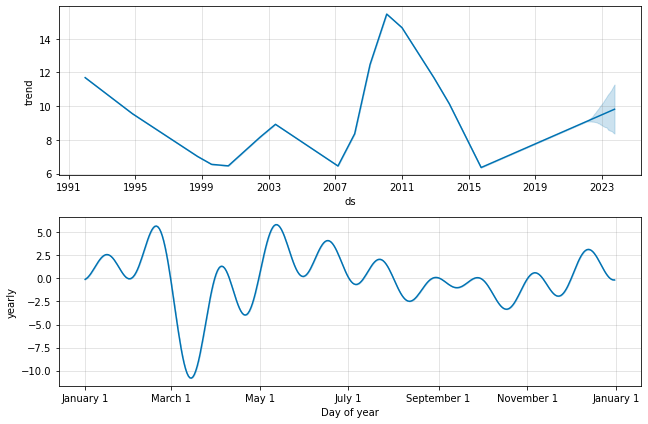 14
12
10
8
6
trend
1991 1995 1999 2003 2007 2011 2015 2019 2023
ds
5.0
2.5
0.0
−2.5
−5.0
−7.5
−10.0
yearly
January 1 March 1 May 1 July 1 September 1 November 1 January 1
Day of year